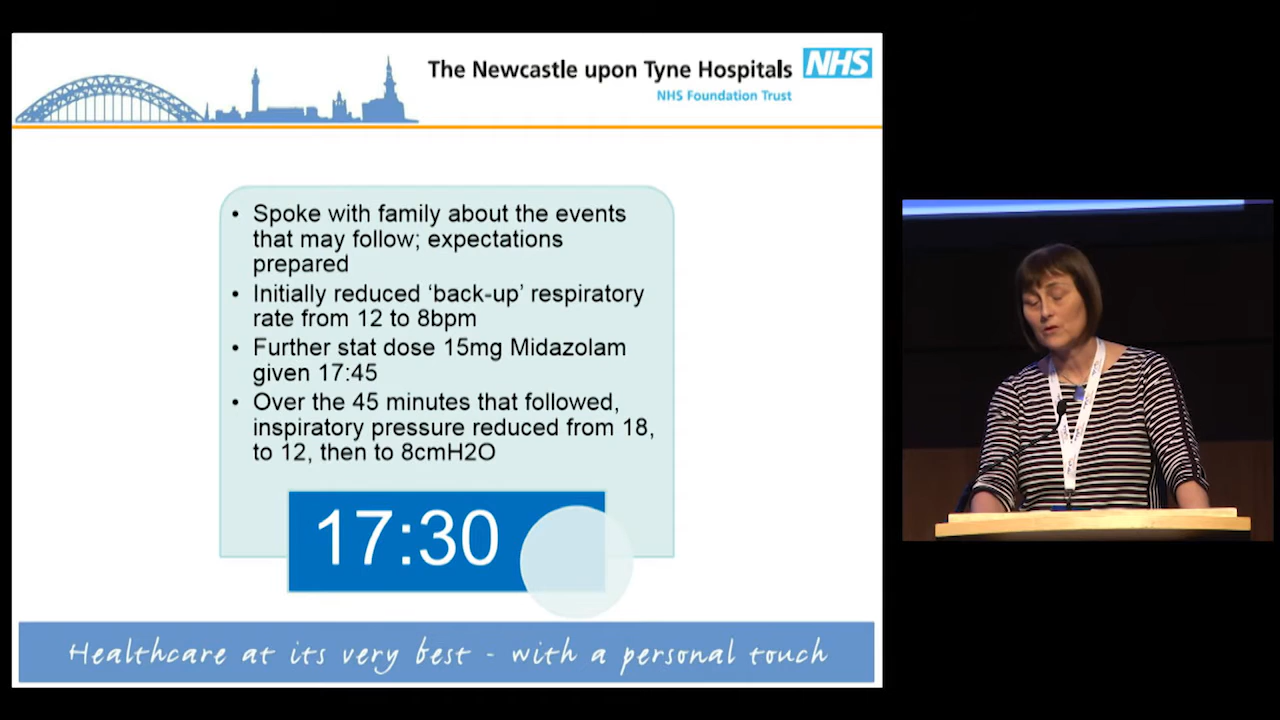 The Newcastle upon Tyne Hospitals NHS
NHS Foundation Trust
• Spoke with family about the events
that may follow; expectations
prepared
• Initially reduced ‘back-up’ respiratory
rate from 12 to 8bpm
• Further stat dose 15mg Midazolam
given 17:45
• Over the 45 minutes that followed,
inspiratory pressure reduced from 18,
to 12, then to 8cmH2O
17:30
Healthcare at its very best - with a personal touch